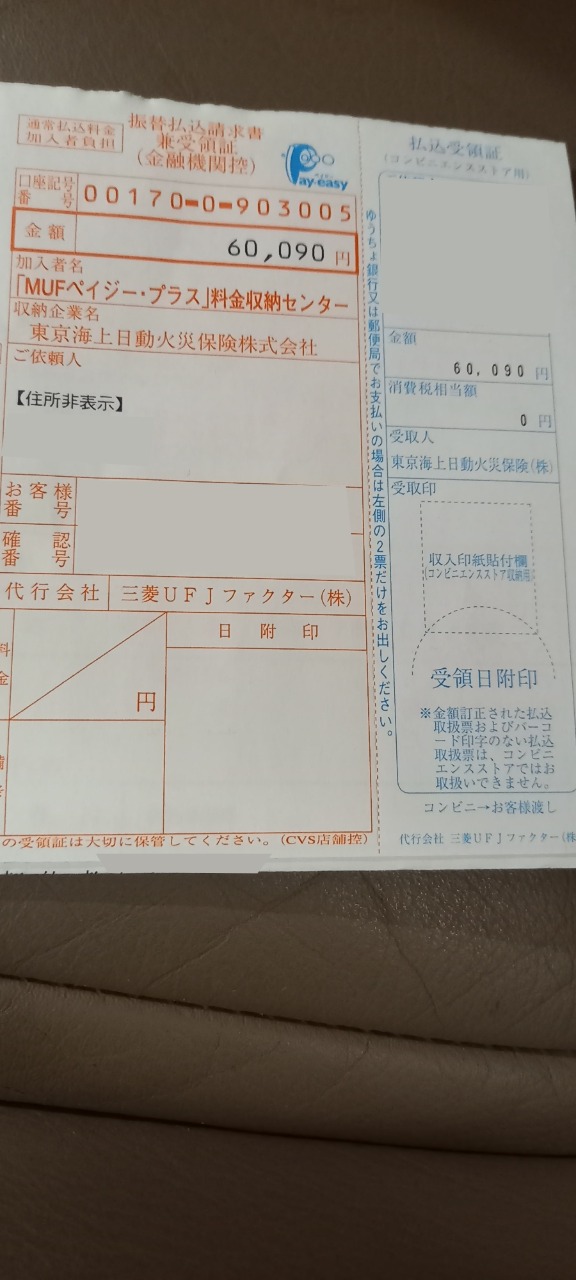 通常払込料金
加入者負担
振替払込請求書
兼受領証
(金融機関控)
Pay-easy
口座記号
番号
00170-0-903005
金額
60,090円
加入者名
「MUFペイジー・プラス」料金収納センター
収納企業名
東京海上日動火災保険株式会社
ご依頼人
【住所非表示】
お客様
番号
確認
番号
代行会社
三菱UFJファクター(株)
料
金
円
日附印
の受領証は大切に保管してください。(CVS店舗控)
ゆうちょ銀行又は郵便局でお支払いの場合は左側の2票だけをお出しください。
払込受領証
(コンビニエンスストア用)
金額
60,090円
消費税相当額
0円
受取人
東京海上日動火災保険(株)
受取印
収入印紙貼付欄
(コンビニエンスストア収納用)
受領日附印
※金額訂正された払込
取扱票およびバーコ
ード印字のない払込
取扱票は、コンビニ
エンスストアではお
取扱いできません。
コンビニ→お客様渡し
代行会社 三菱UFJファクター(株